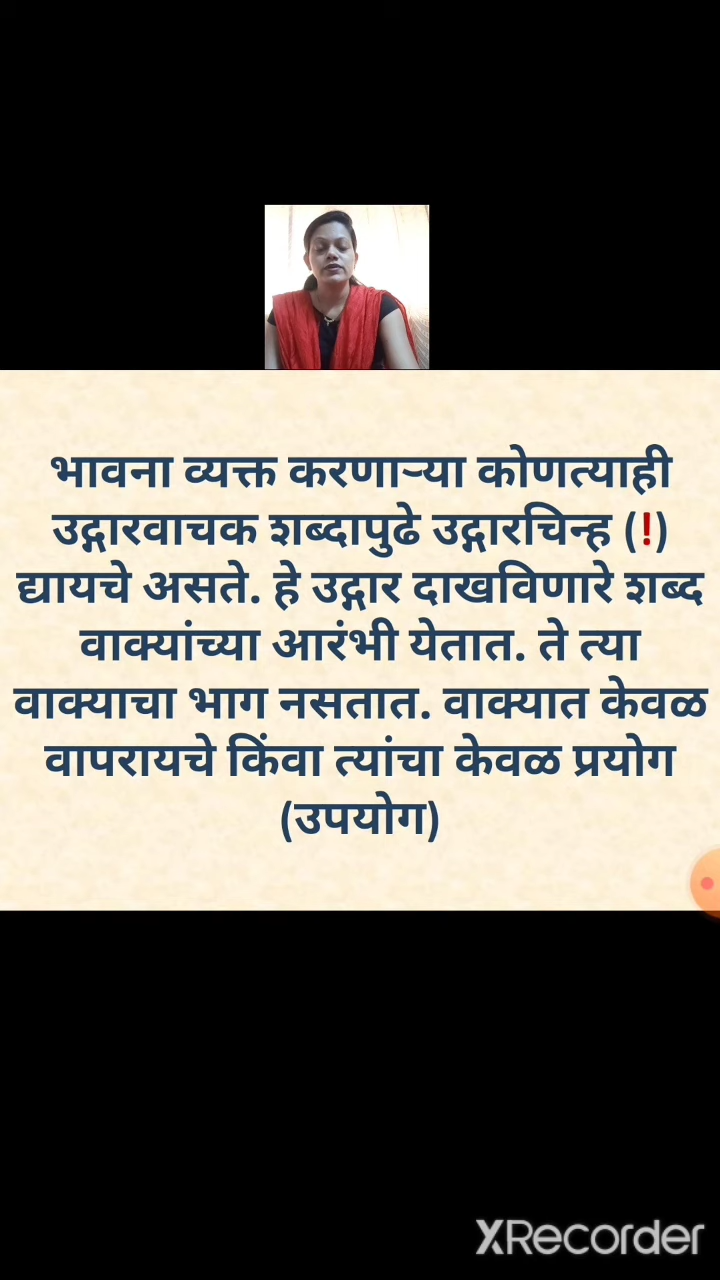 भावना व्यक्त करणाऱ्या कोणत्याही
उद्गारवाचक शब्दापुढे उद्गारचिन्ह (!)
द्यायचे असते. हे उद्गार दाखविणारे शब्द
वाक्यांच्या आरंभी येतात. ते त्या
वाक्याचा भाग नसतात. वाक्यात केवळ
वापरायचे किंवा त्यांचा केवळ प्रयोग
(उपयोग)
XRecorder